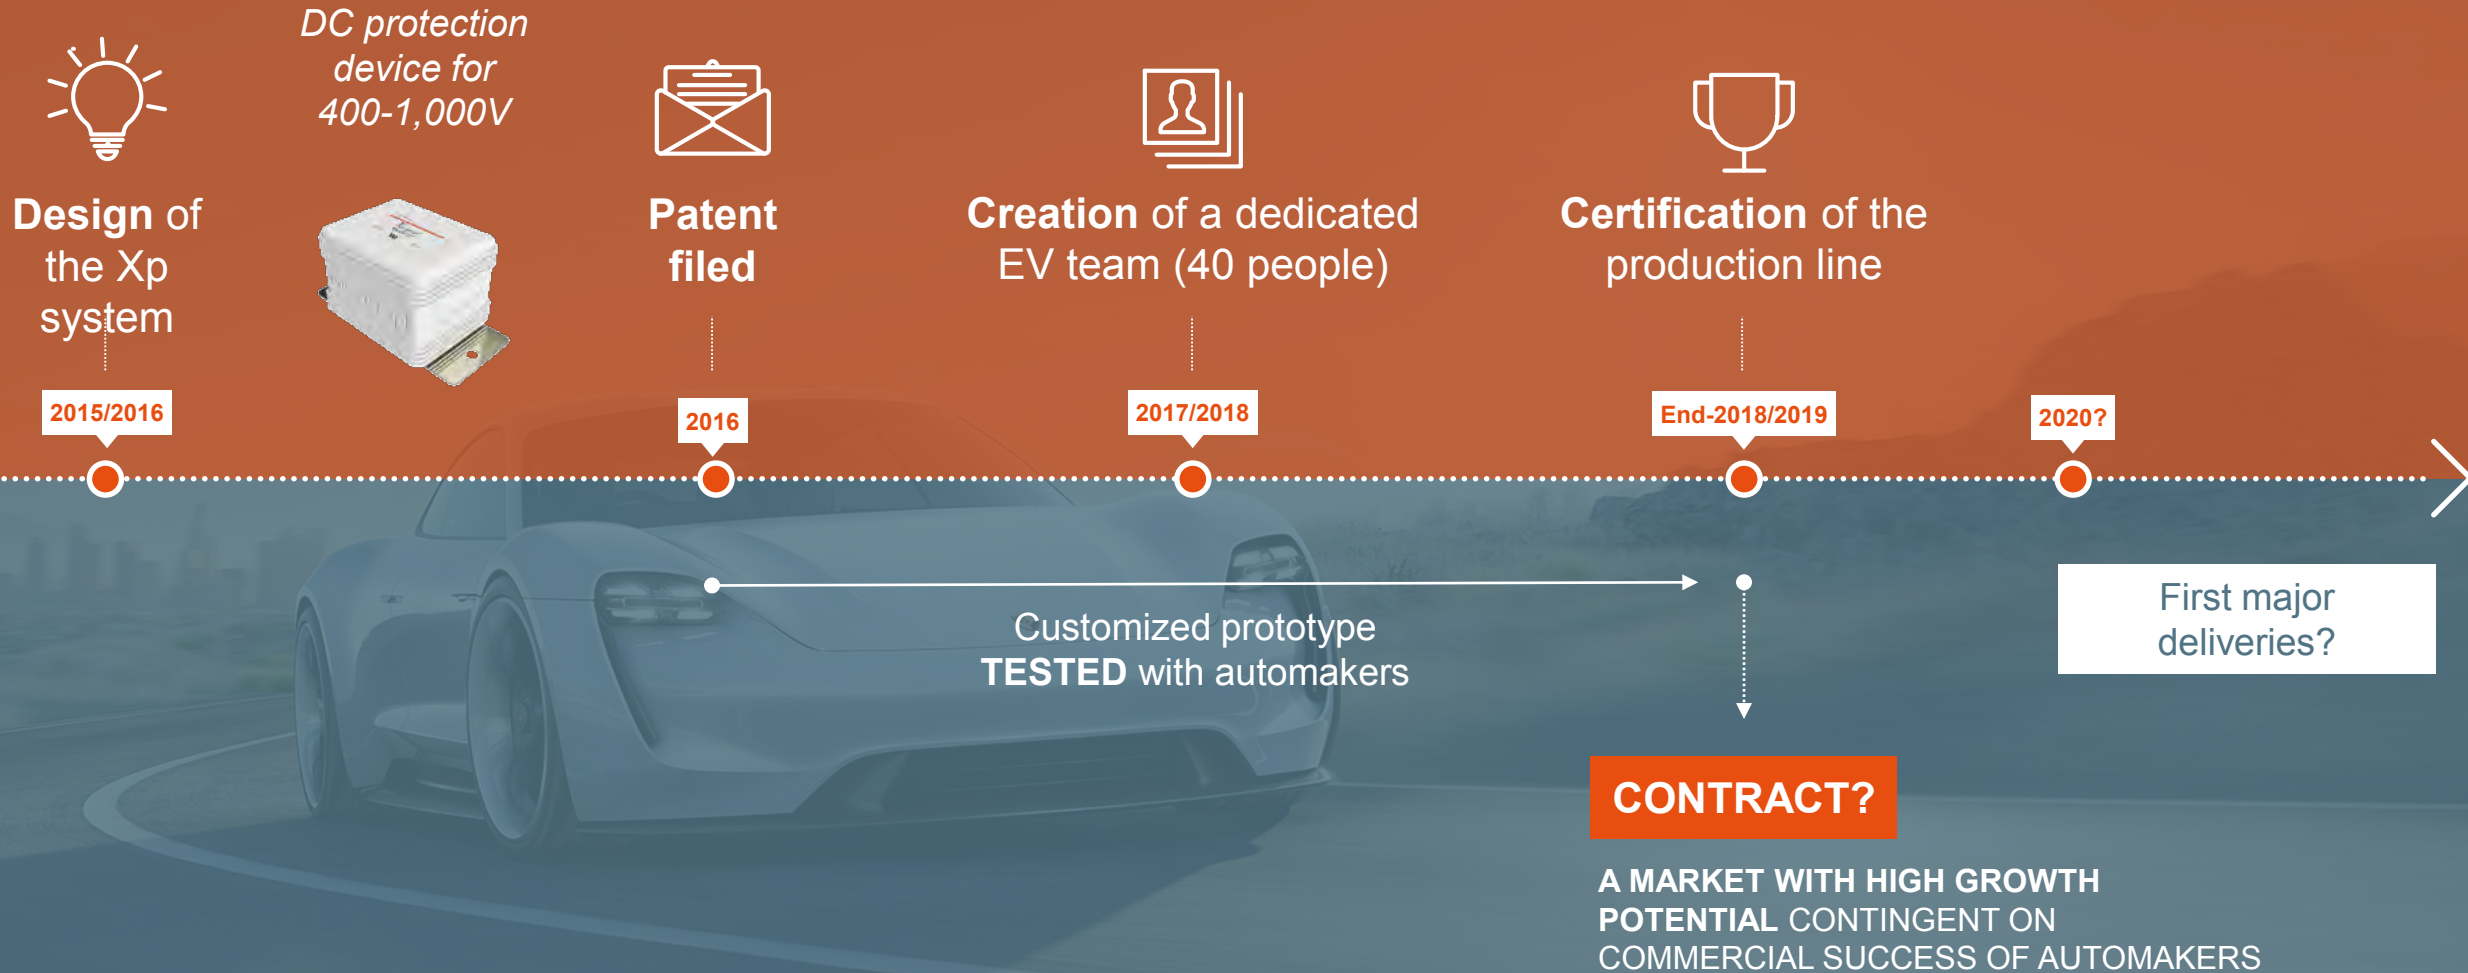 DC protection
device for
400-1,000V
Design of
the Xp
system
Patent
filed
Creation of a dedicated
EV team (40 people)
Certification of the
production line
2015/2016
2016
2017/2018
End-2018/2019
2020?
Customized prototype
TESTED with automakers
First major
deliveries?
CONTRACT?
A MARKET WITH HIGH GROWTH
POTENTIAL CONTINGENT ON
COMMERCIAL SUCCESS OF AUTOMAKERS